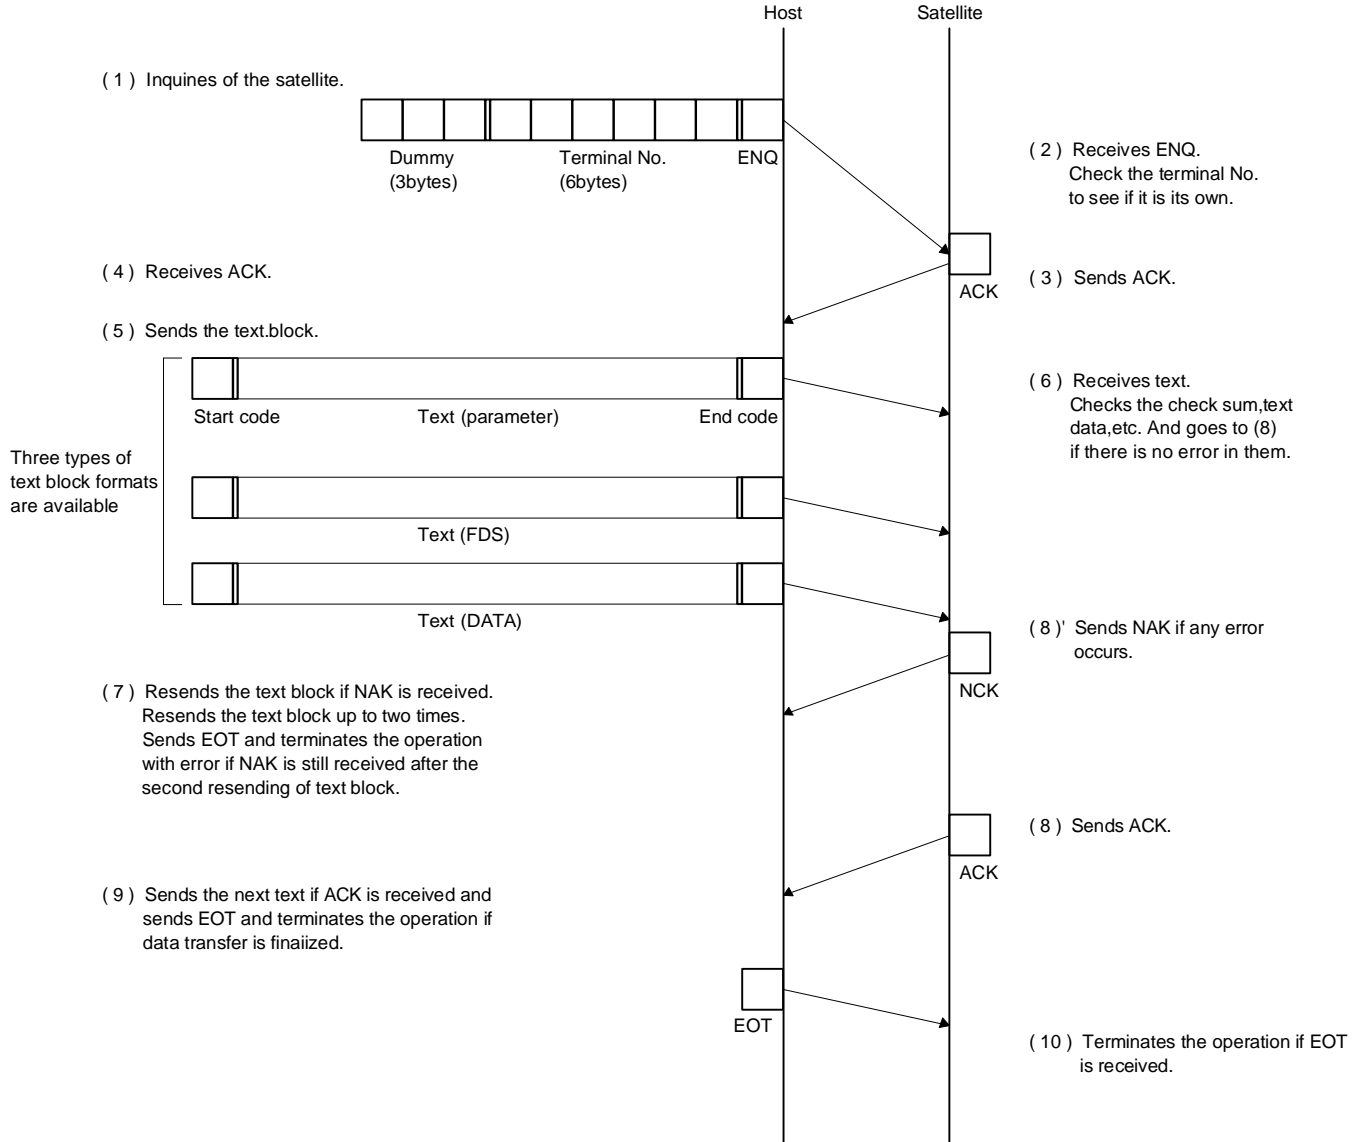 Host
Satellite
( 1 ) Inquines of the satellite.
Dummy
(3bytes)
Terminal No.
(6bytes)
ENQ
( 2 ) Receives ENQ.
Check the terminal No.
to see if it is its own.
ACK
( 3 ) Sends ACK.
( 4 ) Receives ACK.
( 5 ) Sends the text.block.
Start code
Text (parameter)
End code
( 6 ) Receives text.
Checks the check sum,text
data,etc. And goes to (8)
if there is no error in them.
Three types of
text block formats
are available
Text (FDS)
Text (DATA)
( 8 )' Sends NAK if any error
occurs.
NCK
( 7 ) Resends the text block if NAK is received.
Resends the text block up to two times.
Sends EOT and terminates the operation
with error if NAK is still received after the
second resending of text block.
( 8 ) Sends ACK.
ACK
( 9 ) Sends the next text if ACK is received and
sends EOT and terminates the operation if
data transfer is finaiized.
EOT
( 10 ) Terminates the operation if EOT
is received.